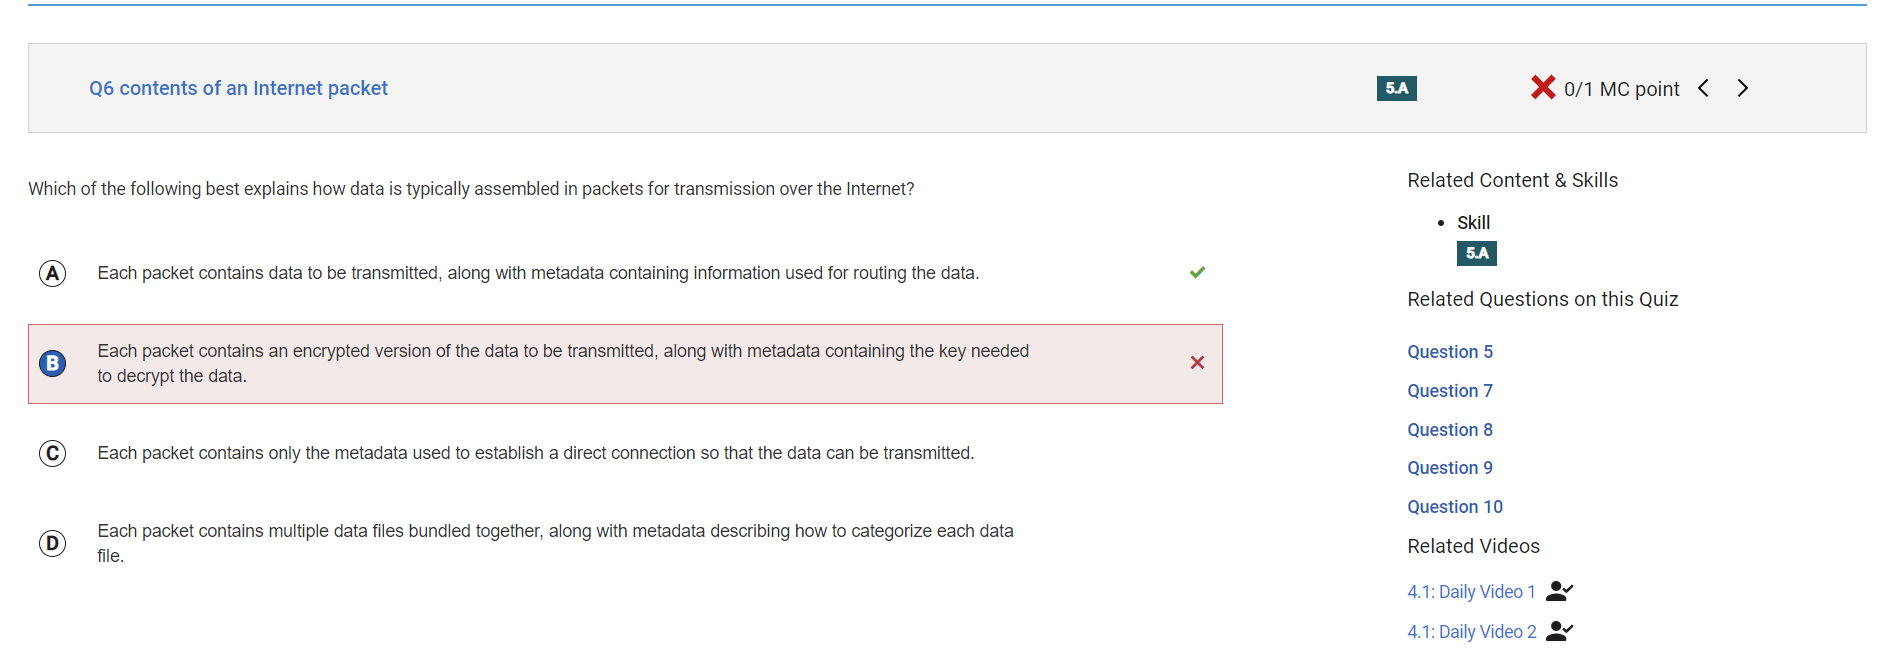 Q6 contents of an Internet packet
5.A
0/1 MC point
Which of the following best explains how data is typically assembled in packets for transmission over the Internet?
A
Each packet contains data to be transmitted, along with metadata containing information used for routing the data.
B
Each packet contains an encrypted version of the data to be transmitted, along with metadata containing the key needed
to decrypt the data.
C
Each packet contains only the metadata used to establish a direct connection so that the data can be transmitted.
D
Each packet contains multiple data files bundled together, along with metadata describing how to categorize each data
file.
Related Content & Skills
• Skill
5.A
Related Questions on this Quiz
Question 5
Question 7
Question 8
Question 9
Question 10
Related Videos
4.1: Daily Video 1
4.1: Daily Video 2